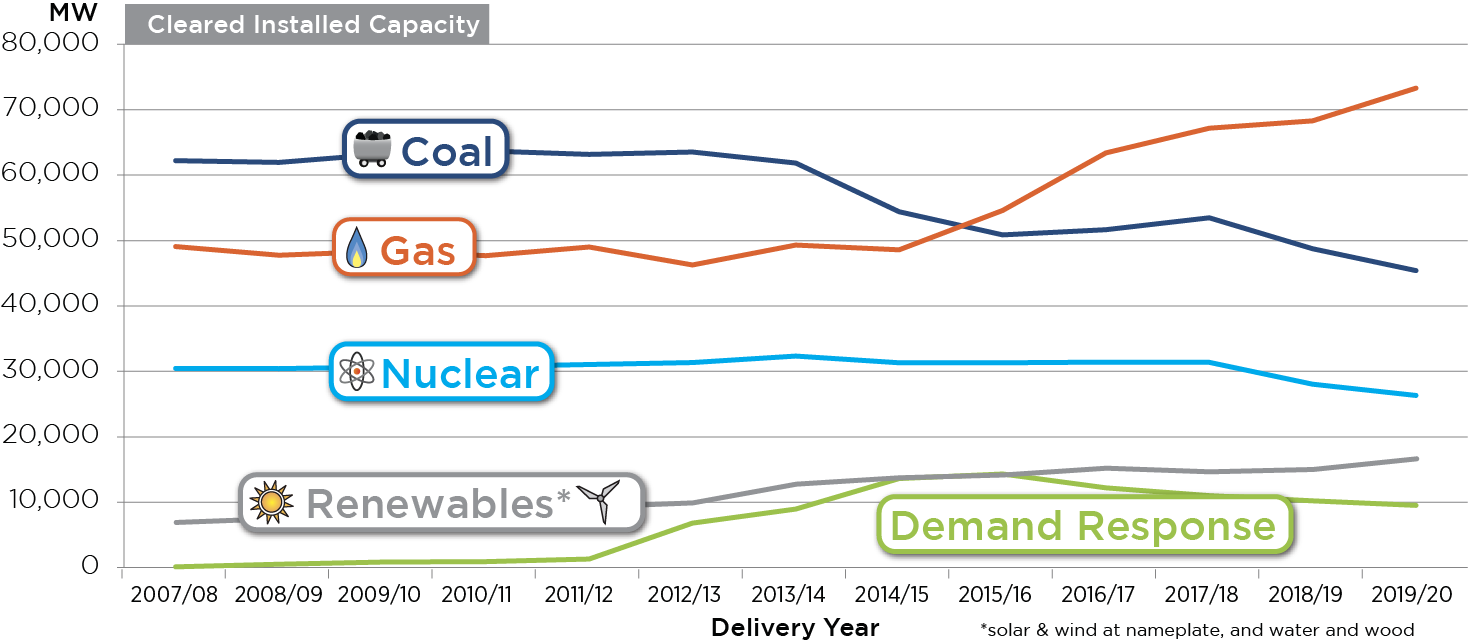 MW
Cleared Installed Capacity
80,000
70,000
Coal
60,000
50,000
Gas
40,000
30,000
Nuclear
20,000
10,000
Renewables*
Demand Response
0
2007/08 2008/09 2009/10 2010/11 2011/12 2012/13 2013/14 2014/15 2015/16 2016/17 2017/18 2018/19 2019/20
Delivery Year
*solar & wind at nameplate, and water and wood